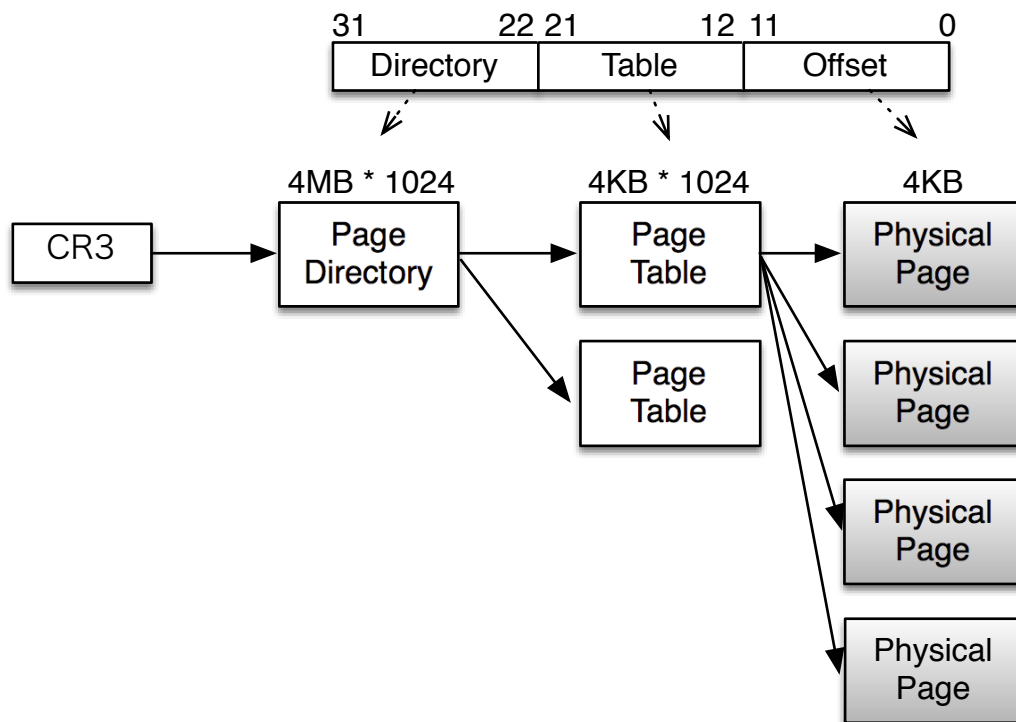 31 22 21 12 11 0
Directory Table Offset
4MB * 1024 4KB * 1024 4KB
CR3
Page
Directory
Page
Table
Physical
Page
Page
Table
Physical
Page
Physical
Page
Physical
Page